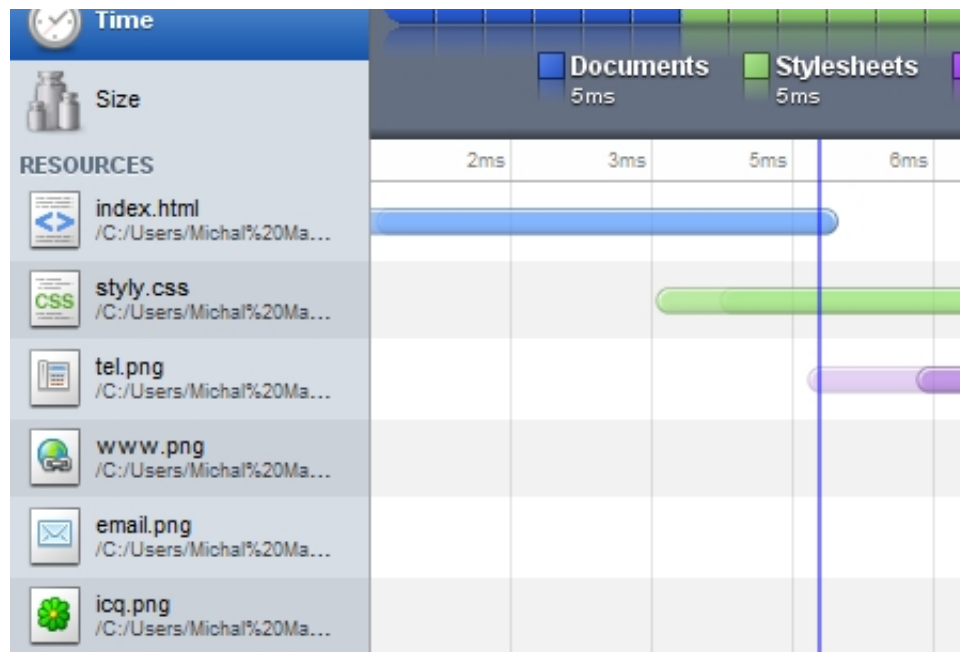 Time
Documents
Stylesheets
5ms
5ms
Size
RESOURCES
2ms
3ms
5ms
6ms
index.html
/C:/Users/Michal%20Ma...
CSS
styly.css
/C:/Users/Michal%20Ma...
tel.png
/C:/Users/Michal%20Ma...
www.png
/C:/Users/Michal%20Ma...
email.png
/C:/Users/Michal%20Ma...
icq.png
/C:/Users/Michal%20Ma...